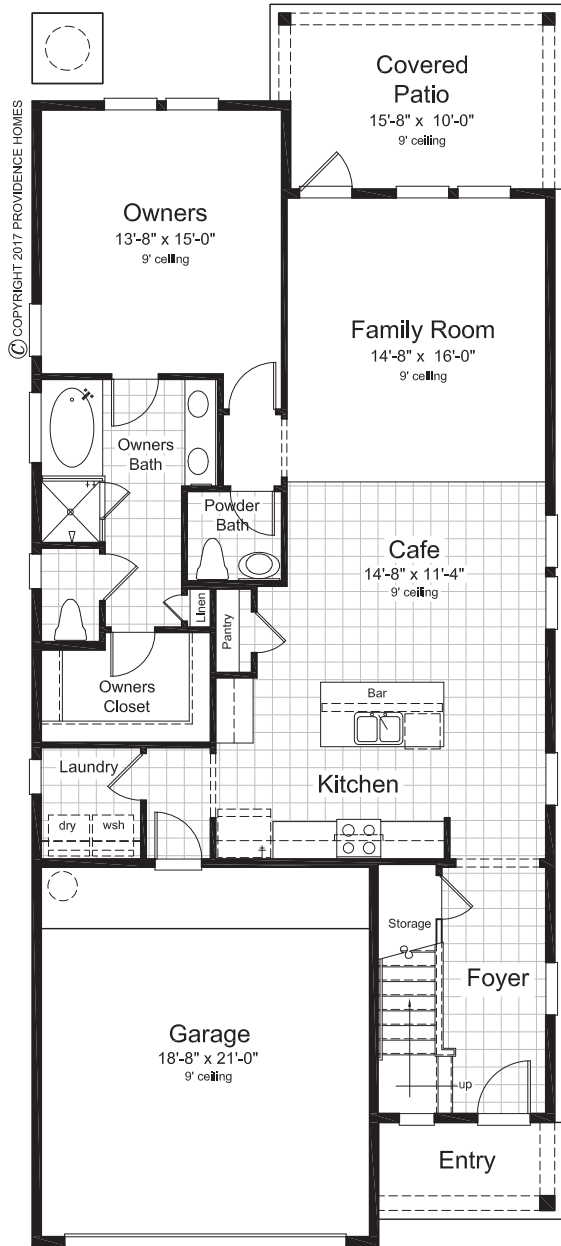 Covered
Patio
15'-8" x 10'-0"
9' ceiling
© COPYRIGHT 2017 PROVIDENCE HOMES
Owners
13'-8" x 15'-0"
9' ceiling
Family Room
14'-8" x 16'-0"
9' ceiling
Owners
Bath
Powder
Bath
Cafe
14'-8" x 11'-4"
9' ceiling
Linen
Pantry
Owners
Closet
Bar
Laundry
Kitchen
dry
wsh
Storage
Foyer
Garage
18'-8" x 21'-0"
9' ceiling
up
Entry